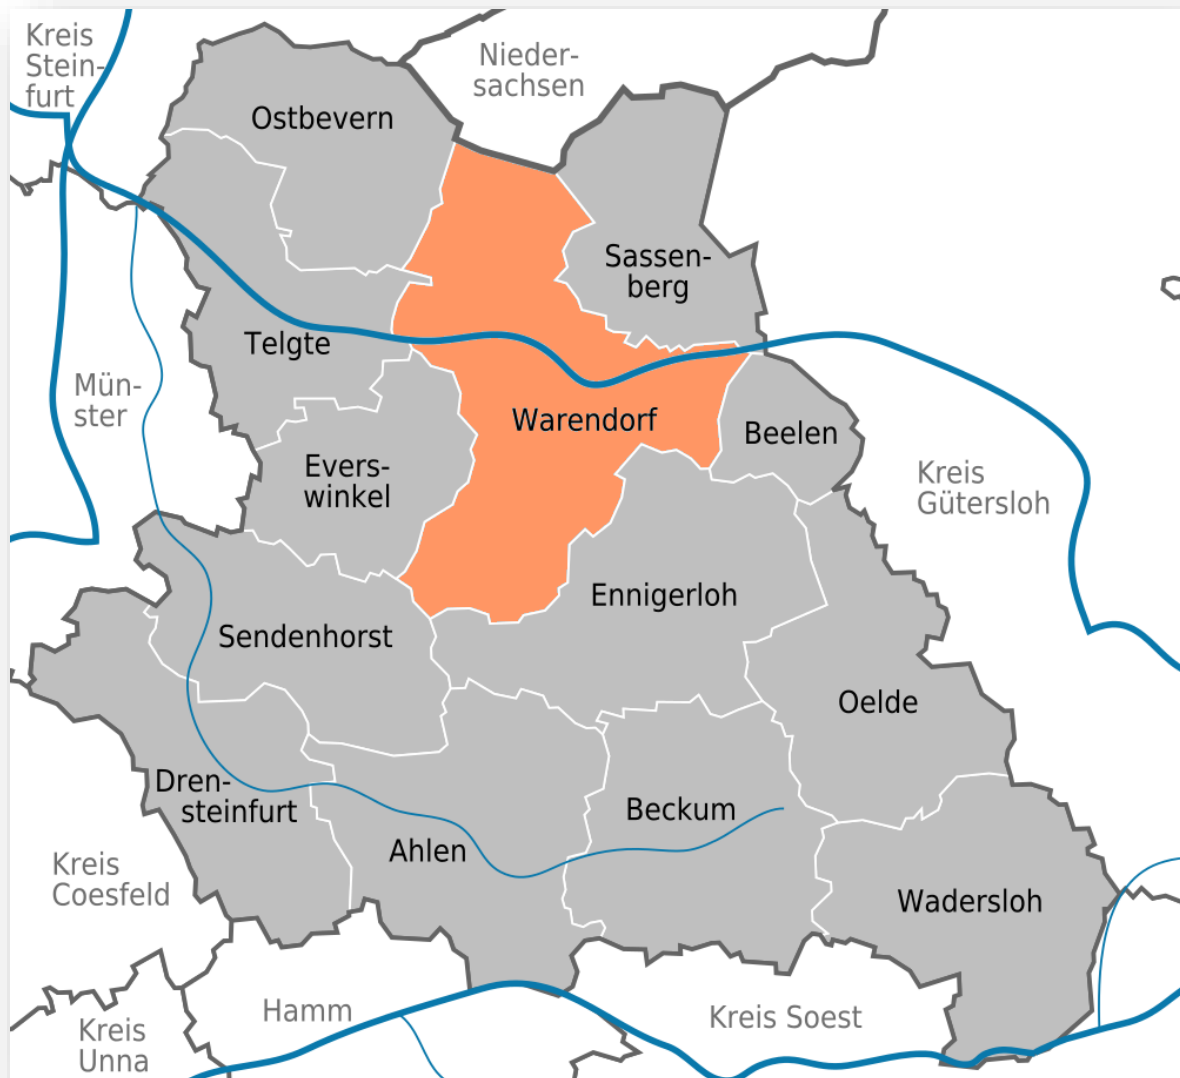 Kreis
Stein-
furt
Nieder-
sachsen
Ostbevern
Sassen-
berg
Telgte
Mün-
ster
Warendorf
Beelen
Evers-
winkel
Kreis
Gütersloh
Ennigerloh
Sendenhorst
Oelde
Dren-
steinfurt
Beckum
Ahlen
Kreis
Coesfeld
Wadersloh
Hamm
Kreis Soest
Kreis
Unna